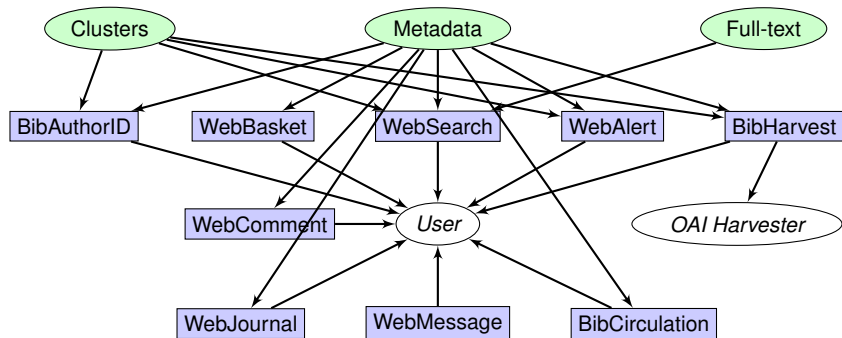 Clusters
Metadata
Full-text
BibAuthorID
WebBasket
WebSearch
WebAlert
BibHarvest
WebComment
User
OAI Harvester
WebJournal
WebMessage
BibCirculation